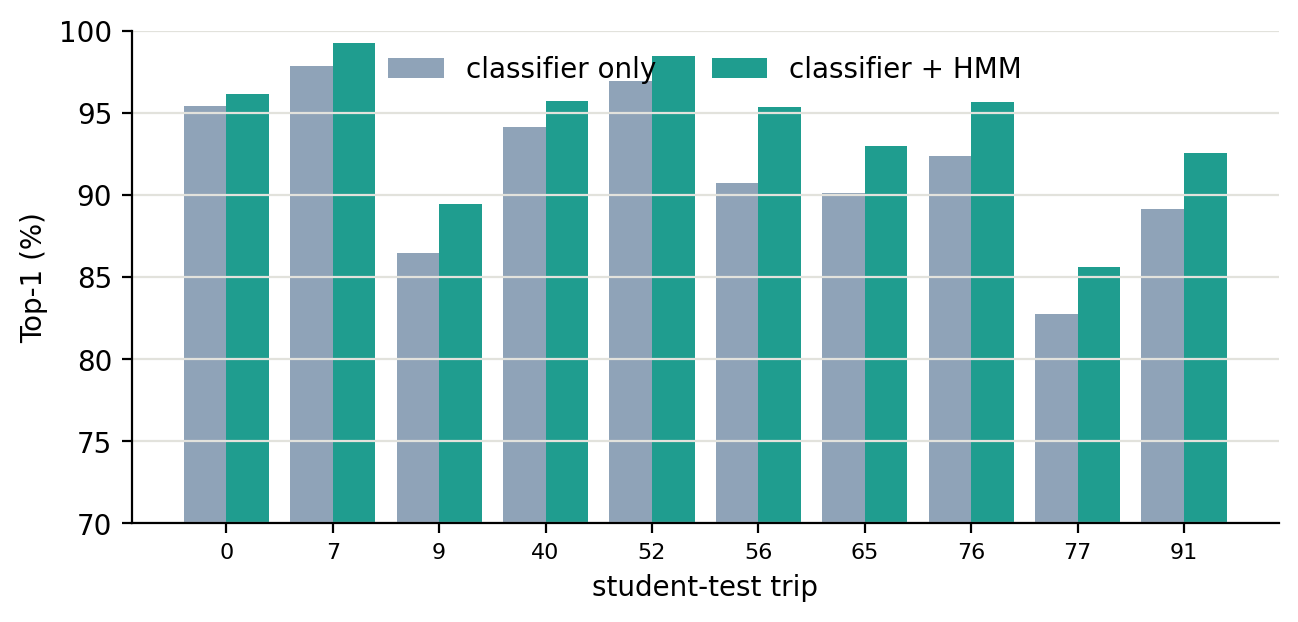 100
95
90
85
80
75
70
Top-1 (%)
classifier only
classifier + HMM
0 7 9 40 52 56 65 76 77 91
student-test trip